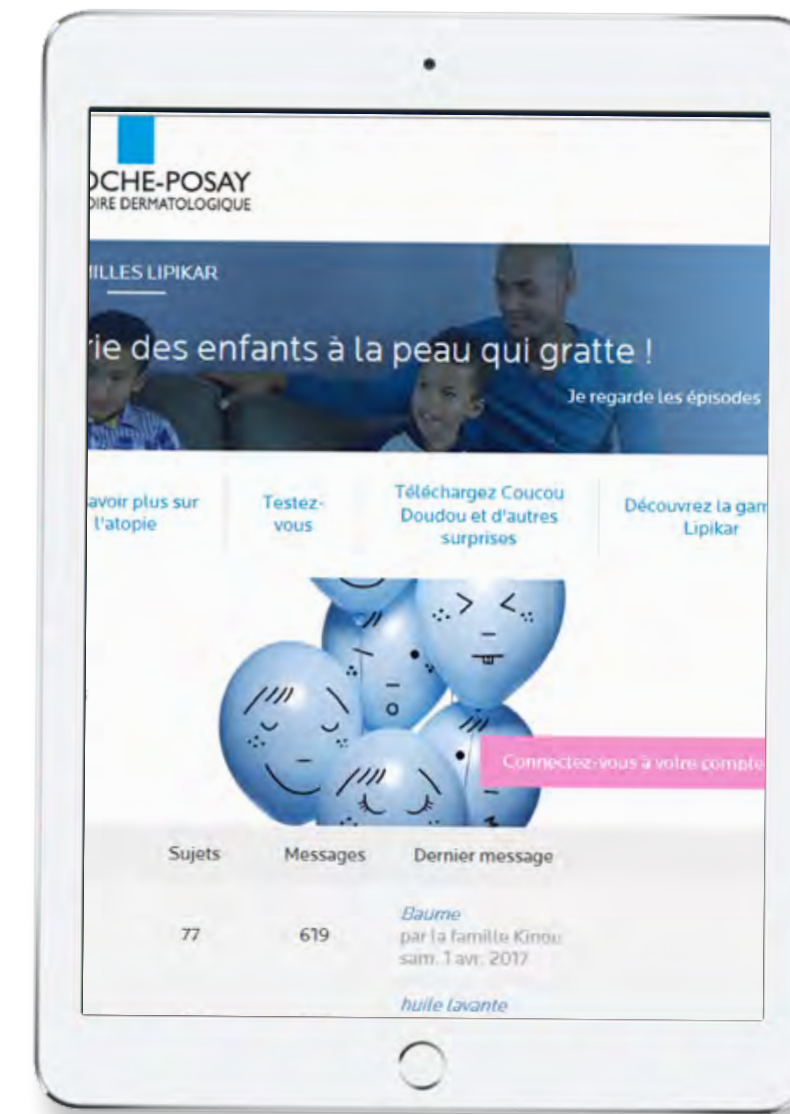 OCHE-POSAY
OIRE DERMATOLOGIQUE
ILLES LIPIKAR
rie des enfants à la peau qui gratte !
Je regarde les épisodes
avoir plus sur
l'atopie
Testez-
vous
Téléchargez Coucou
Doudou et d'autres
surprises
Découvrez la gam
Lipikar
Connectez-vous à votre compte
Sujets Messages Dernier message
77 619 Baume
par la famille Kinou
sam. 1 avr. 2017
huile lavante